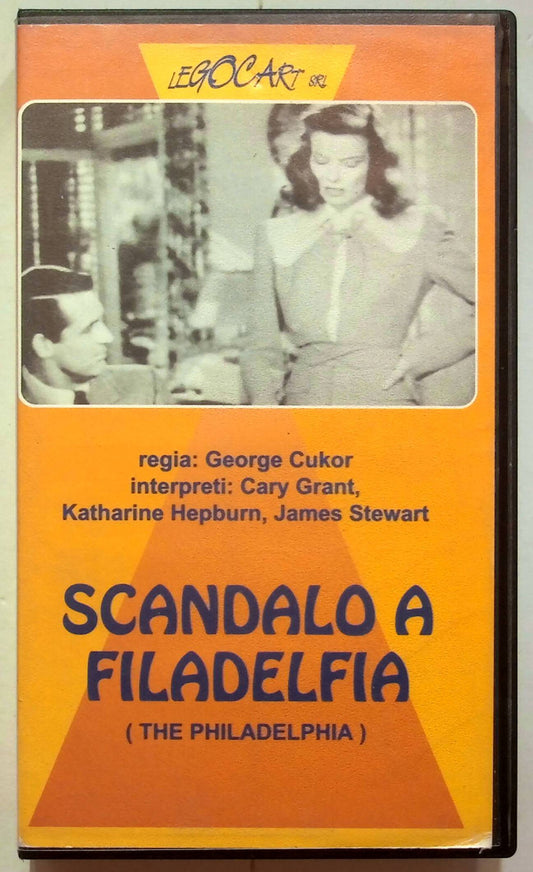 LEGOCART SRL
regia: George Cukor
interpreti: Cary Grant,
Katharine Hepburn, James Stewart
SCANDALO A
FILADELFIA
( THE PHILADELPHIA )